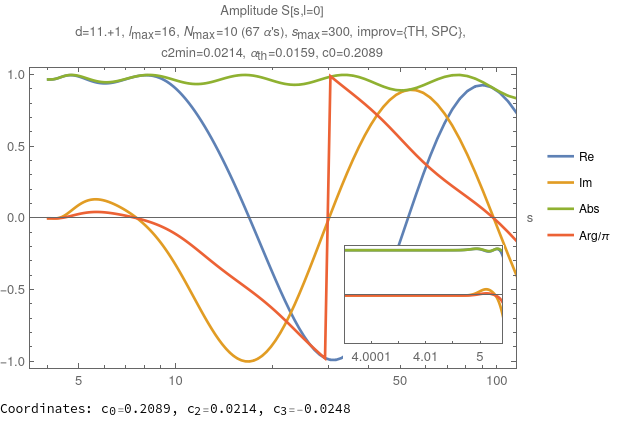 Amplitude S[s,l=0]
d=11.+1, lmax=16, Nmax=10 (67 α's), smax=300, improv={TH, SPC},
c2min=0.0214, αth=0.0159, c0=0.2089
1.0
0.5
0.0
-0.5
-1.0
5 10 50 100
s
4.0001 4.01 5
Re
Im
Abs
Arg/π
Coordinates: c0=0.2089, c2=0.0214, c3=-0.0248